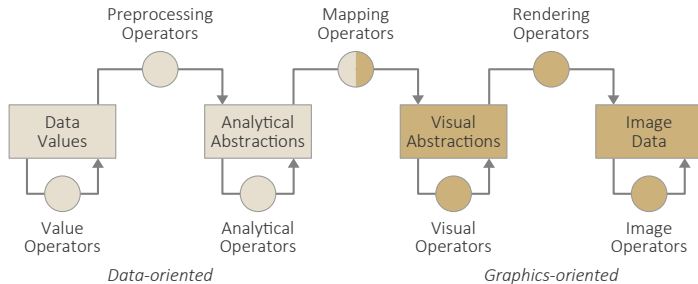 Preprocessing
Operators
Mapping
Operators
Rendering
Operators
Data
Values
Analytical
Abstractions
Visual
Abstractions
Image
Data
Value
Operators
Analytical
Operators
Visual
Operators
Image
Operators
Data-oriented
Graphics-oriented